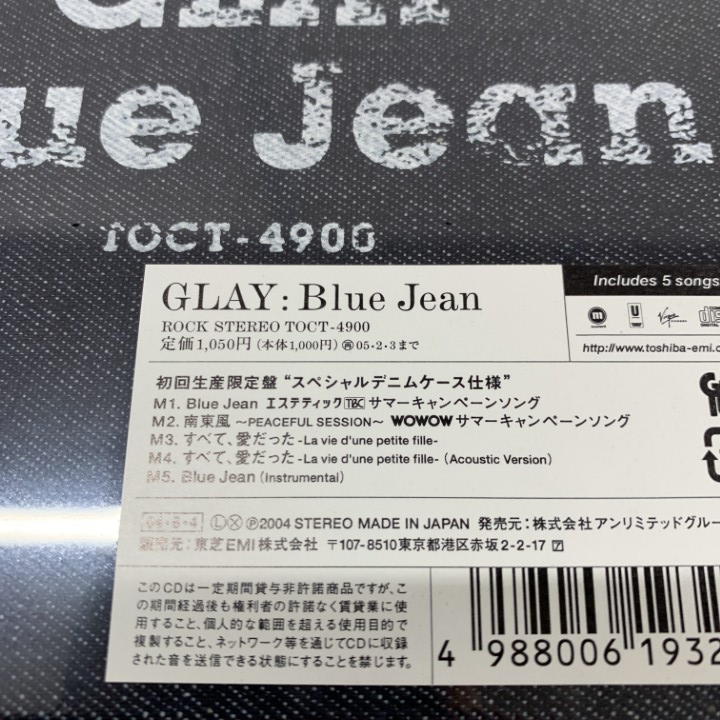 GLAY
ue Jean
TOCT-4900
GLAY: Blue Jean
ROCK STEREO TOCT-4900
定価1,050円(本体1,000円)㊢05・2・3まで
Includes 5 songs
http://www.toshiba-emi.c
初回生産限定盤 “スペシャルデニムケース仕様”
M1. Blue Jean エステティックTBCサマーキャンペーンソング
M2. 南東風 ~PEACEFUL SESSION~ WOWOWサマーキャンペーンソング
M3. すべて、愛だった -La vie d'une petite fille-
M4. すべて、愛だった -La vie d'une petite fille- (Acoustic Version)
M5. Blue Jean (Instrumental)
ⓁⓍ℗2004 STEREO MADE IN JAPAN 発売元:株式会社アンリミテッドグルー
販売元:東芝EMI株式会社 〒107-8510東京都港区赤坂2-2-17
このCDは一定期間貸与非許諾商品ですが、こ
の期間経過後も権利者の許諾なく賃貸業に使
用すること、個人的な範囲を超える使用目的で
複製すること、ネットワーク等を通じてCDに収録
された音を送信できる状態にすることを禁じます。
4 988006 1932